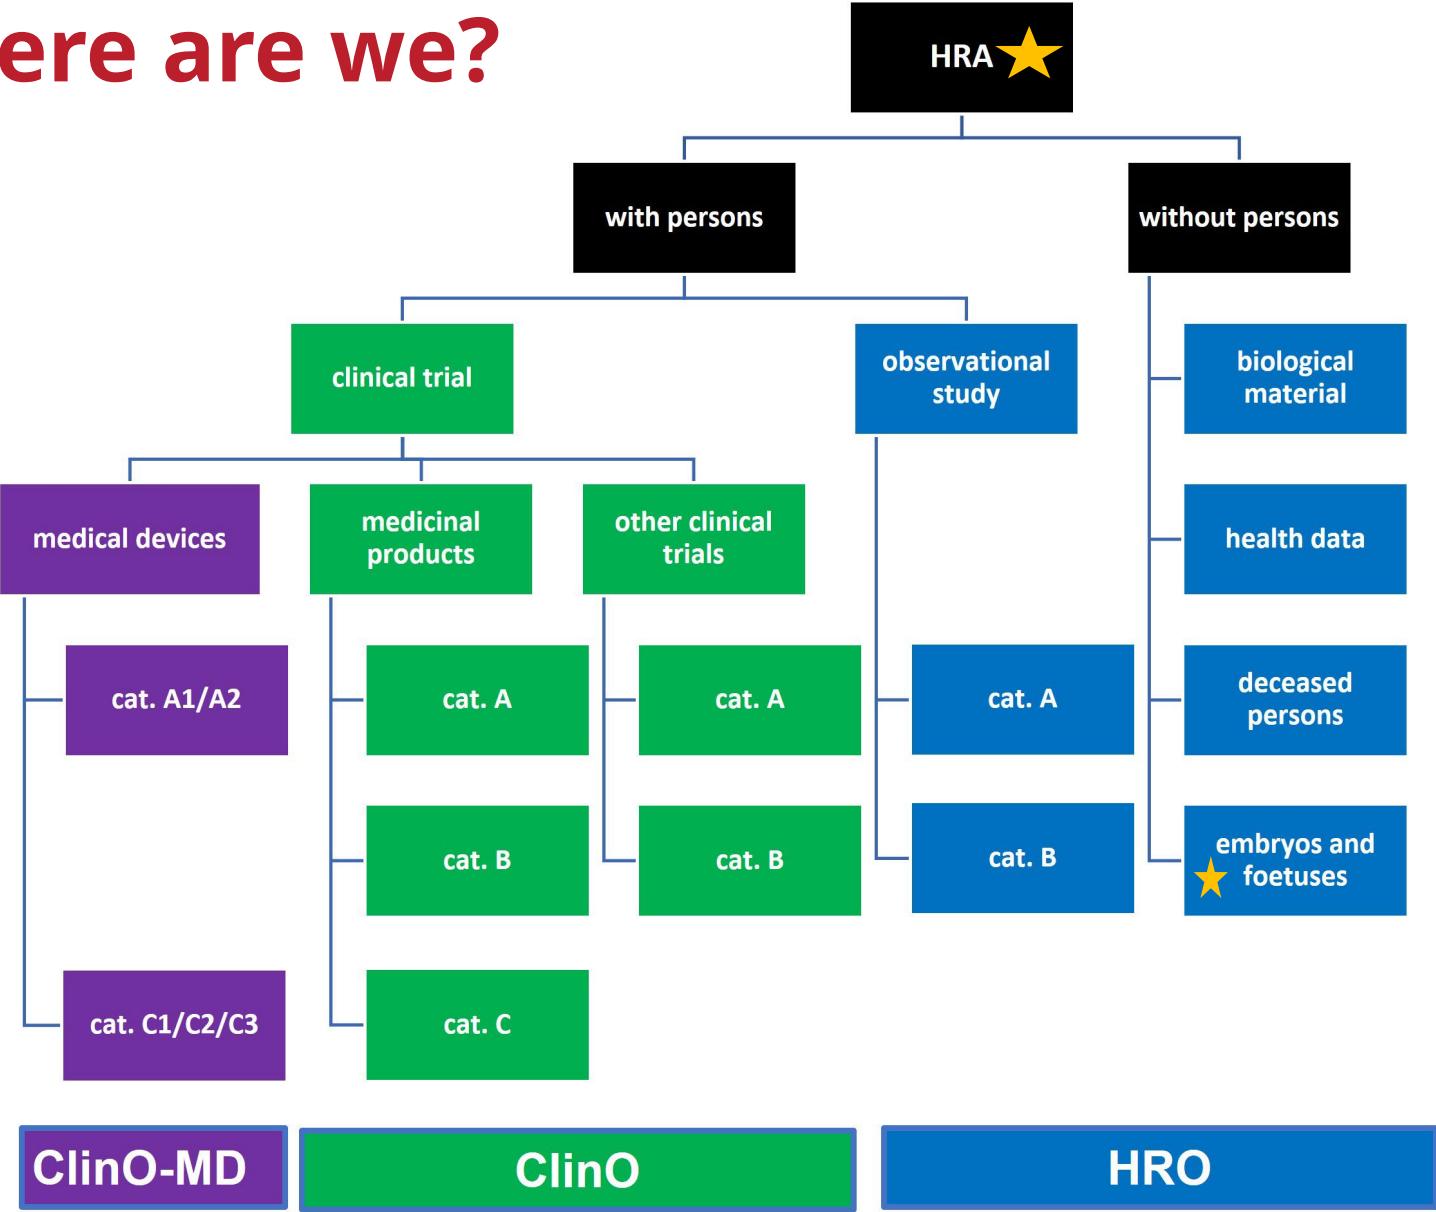 ere are we?
HRA
with persons
without persons
clinical trial
observational
study
biological
material
medical devices
medicinal
products
other clinical
trials
health data
cat. A1/A2
cat. A
cat. A
cat. A
deceased
persons
cat. B
cat. B
cat. B
embryos and
foetuses
cat. C1/C2/C3
cat. C
ClinO-MD
ClinO
HRO